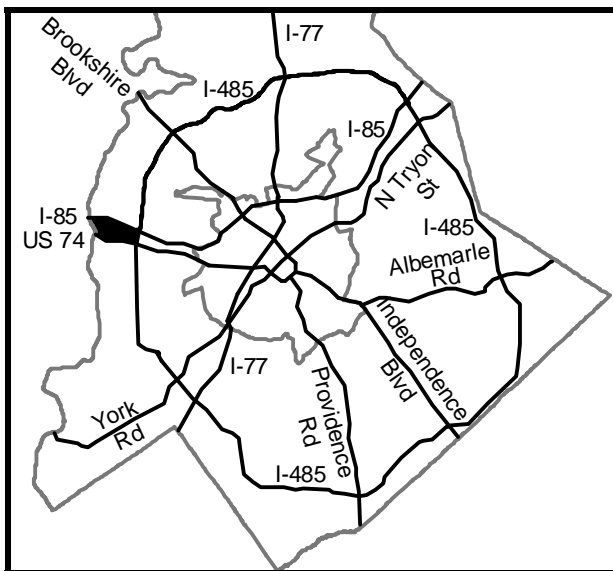 I-77
Brookshire
Blvd
I-485
I-85
N Tryon
St
I-85
US 74
I-485
Albemarle
Rd
Independence
Blvd
I-77
Providence
Rd
York
Rd
I-485